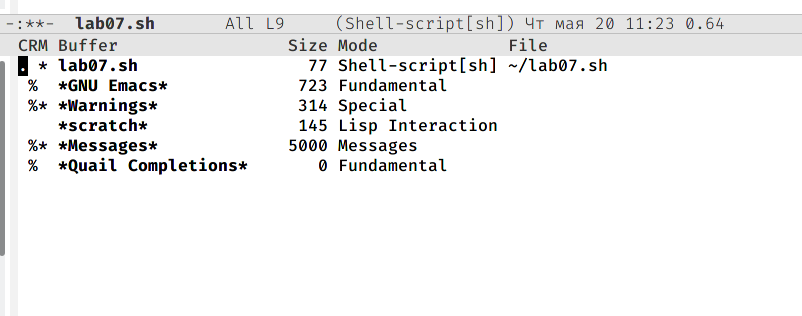 -:**-  lab07.sh       All L9     (Shell-script[sh]) Чт мая 20 11:23 0.64
CRM Buffer                 Size Mode             File
. * lab07.sh                 77 Shell-script[sh] ~/lab07.sh
 %  *GNU Emacs*             723 Fundamental
 %* *Warnings*              314 Special
    *scratch*               145 Lisp Interaction
 %* *Messages*             5000 Messages
 %  *Quail Completions*       0 Fundamental